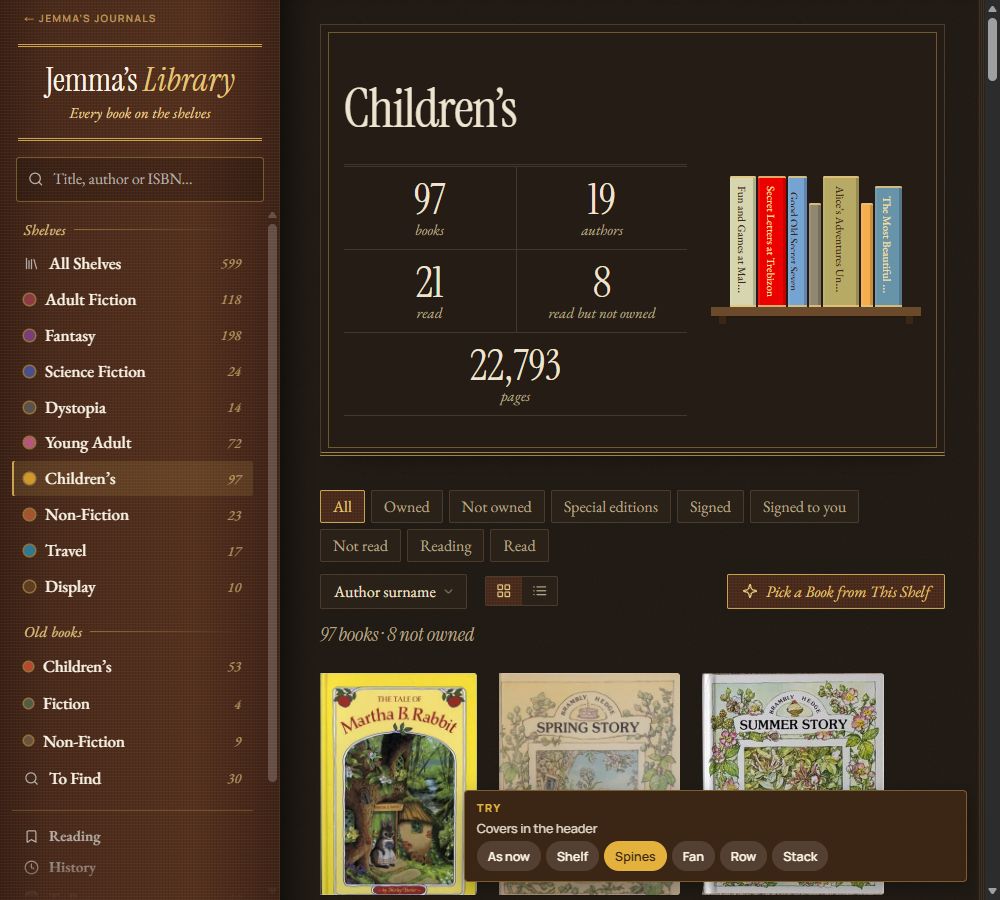 ← JEMMA'S JOURNALS
Jemma's Library
Every book on the shelves
Title, author or ISBN...
Shelves
All Shelves 599
Adult Fiction 118
Fantasy 198
Science Fiction 24
Dystopia 14
Young Adult 72
Children's 97
Non-Fiction 23
Travel 17
Display 10
Old books
Children's 53
Fiction 4
Non-Fiction 9
To Find 30
Reading
History
Children's
97
books
19
authors
21
read
8
read but not owned
22,793
pages
Fun and Games at Mal...
Secret Letters at Trebizon
Good Old Secret Seven
Alice's Adventures Un...
The Most Beautiful ...
All
Owned
Not owned
Special editions
Signed
Signed to you
Not read
Reading
Read
Author surname
Pick a Book from This Shelf
97 books · 8 not owned
THE TALE OF
Martha B. Rabbit
by Shirley Barber
BRAMBLY HEDGE
SPRING STORY
BRAMBLY HEDGE
SUMMER STORY
TRY
Covers in the header
As now
Shelf
Spines
Fan
Row
Stack